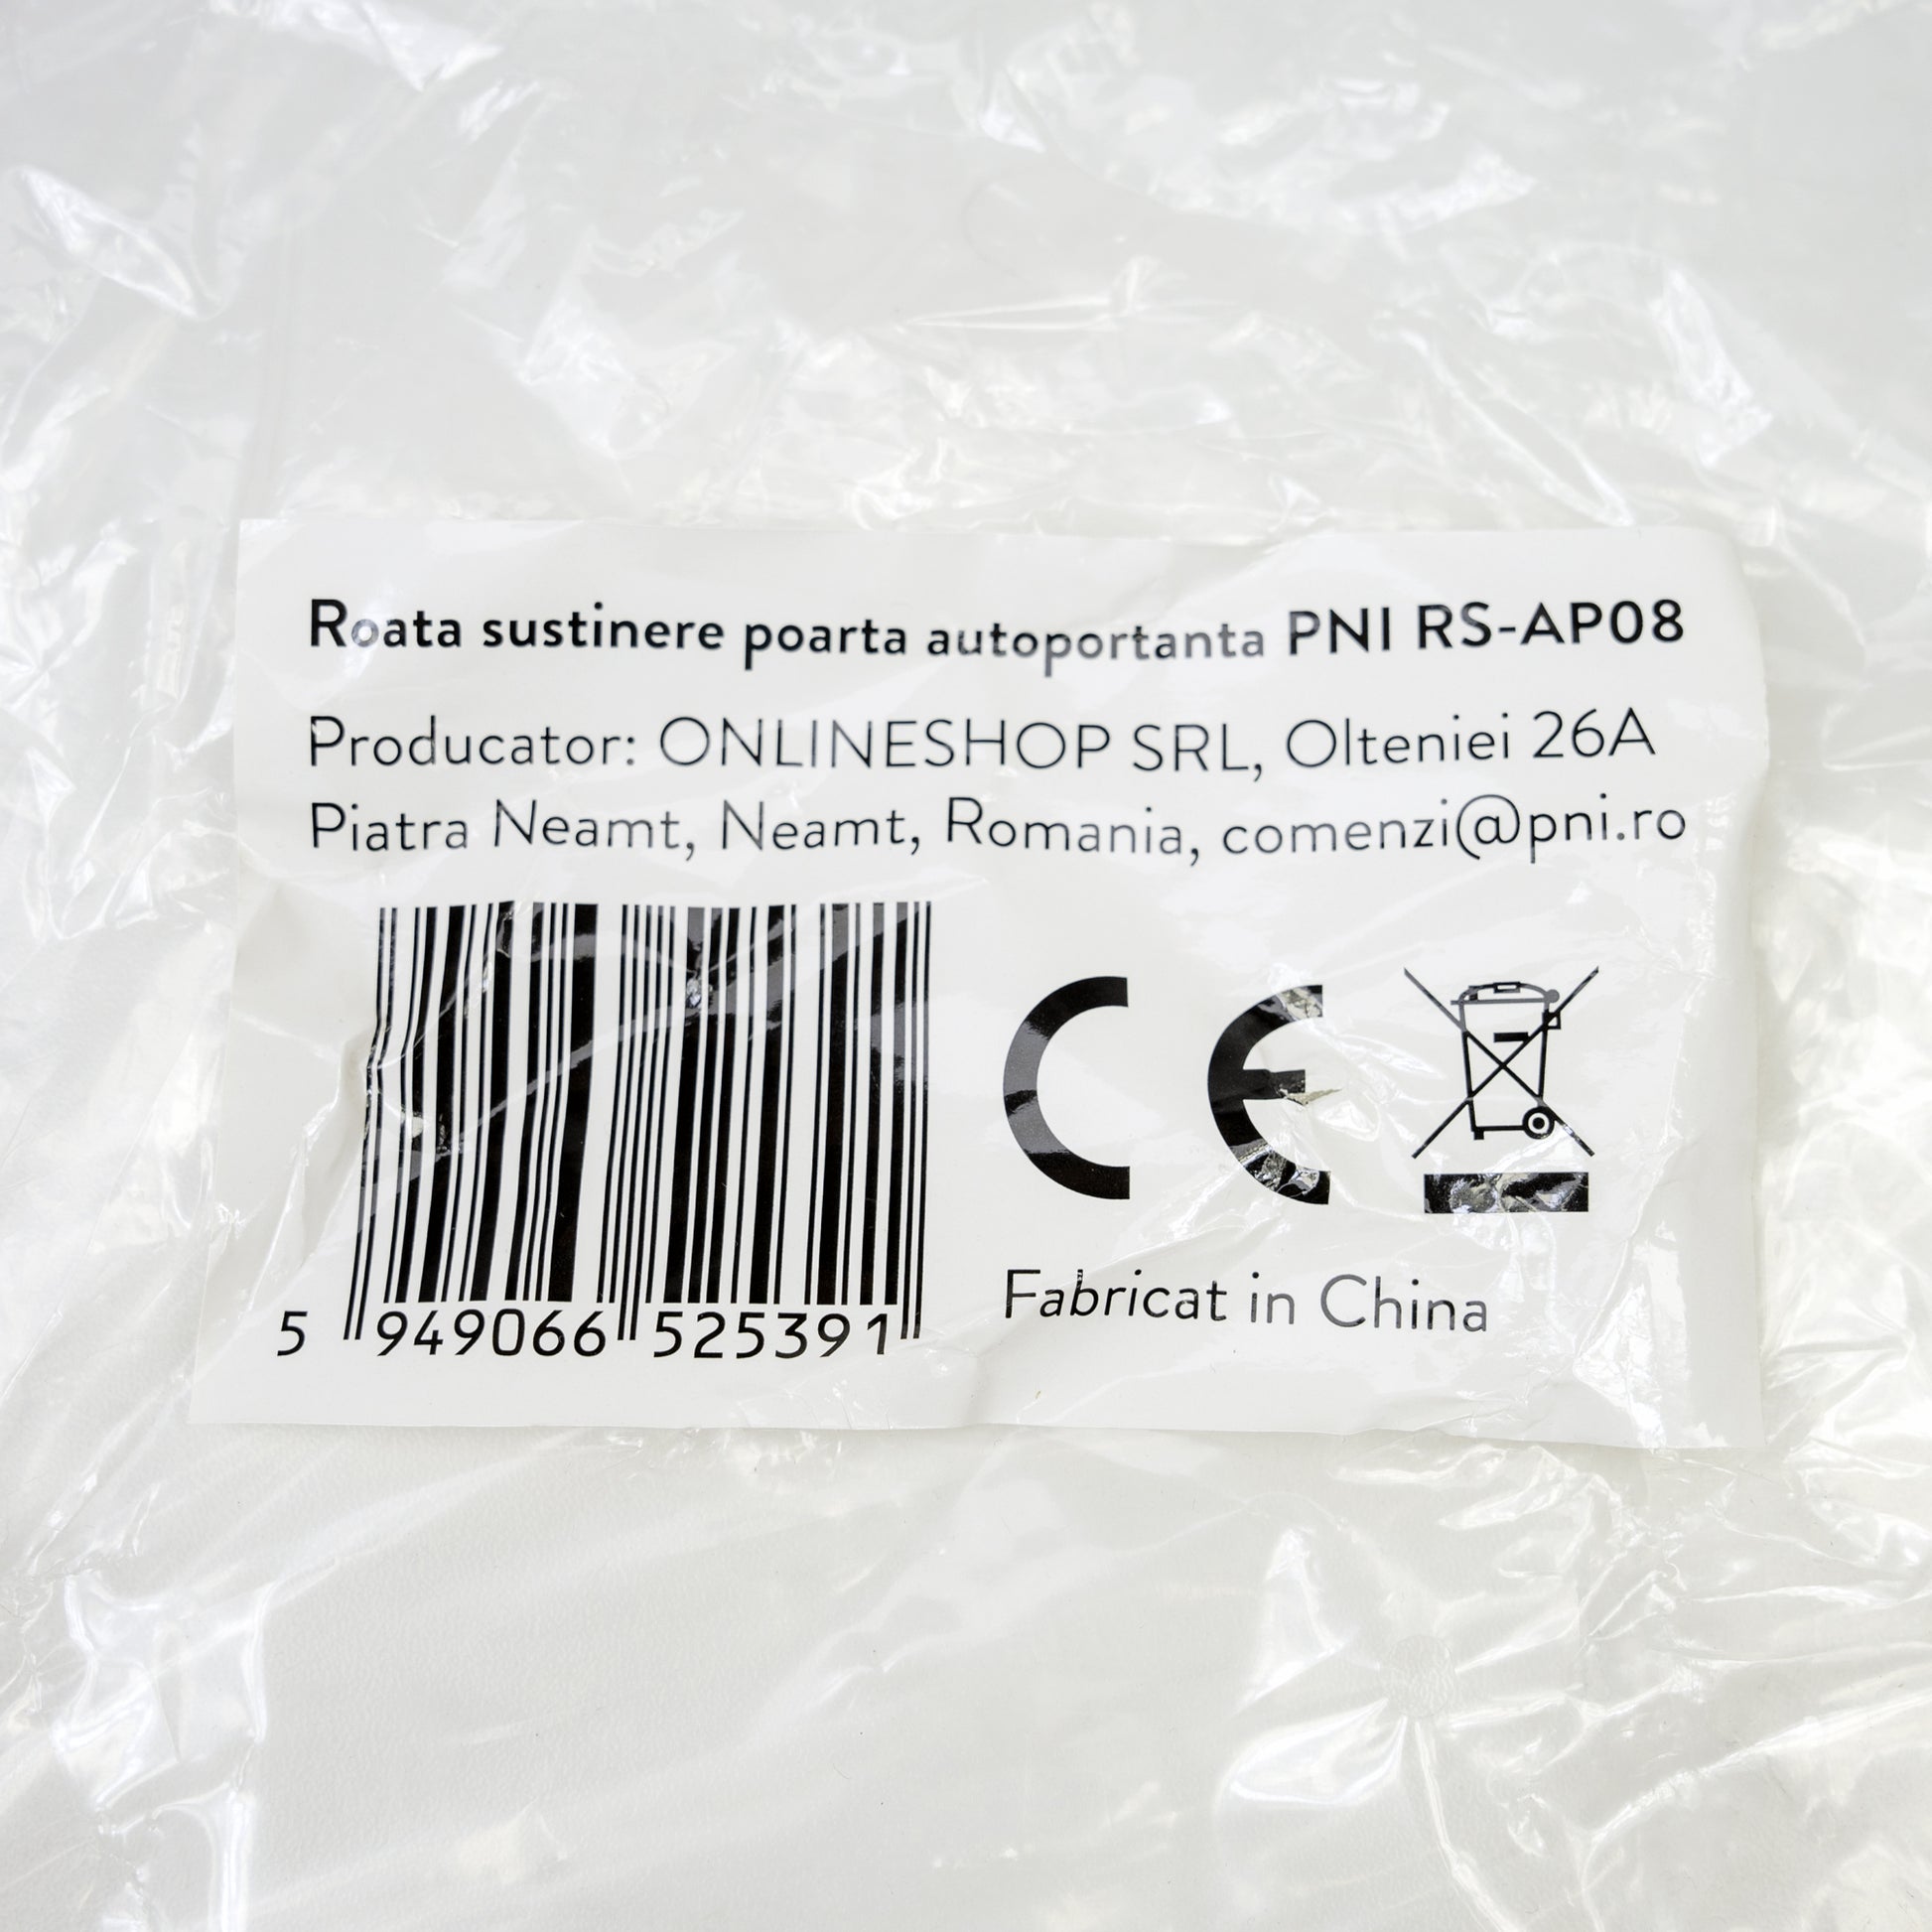 Roata sustinere poarta autoportanta PNI RS-AP08
Producator: ONLINESHOP SRL, Olteniei 26A
Piatra Neamt, Neamt, Romania, comenzi@pni.ro
CE
Fabricat in China
5 949066 525391